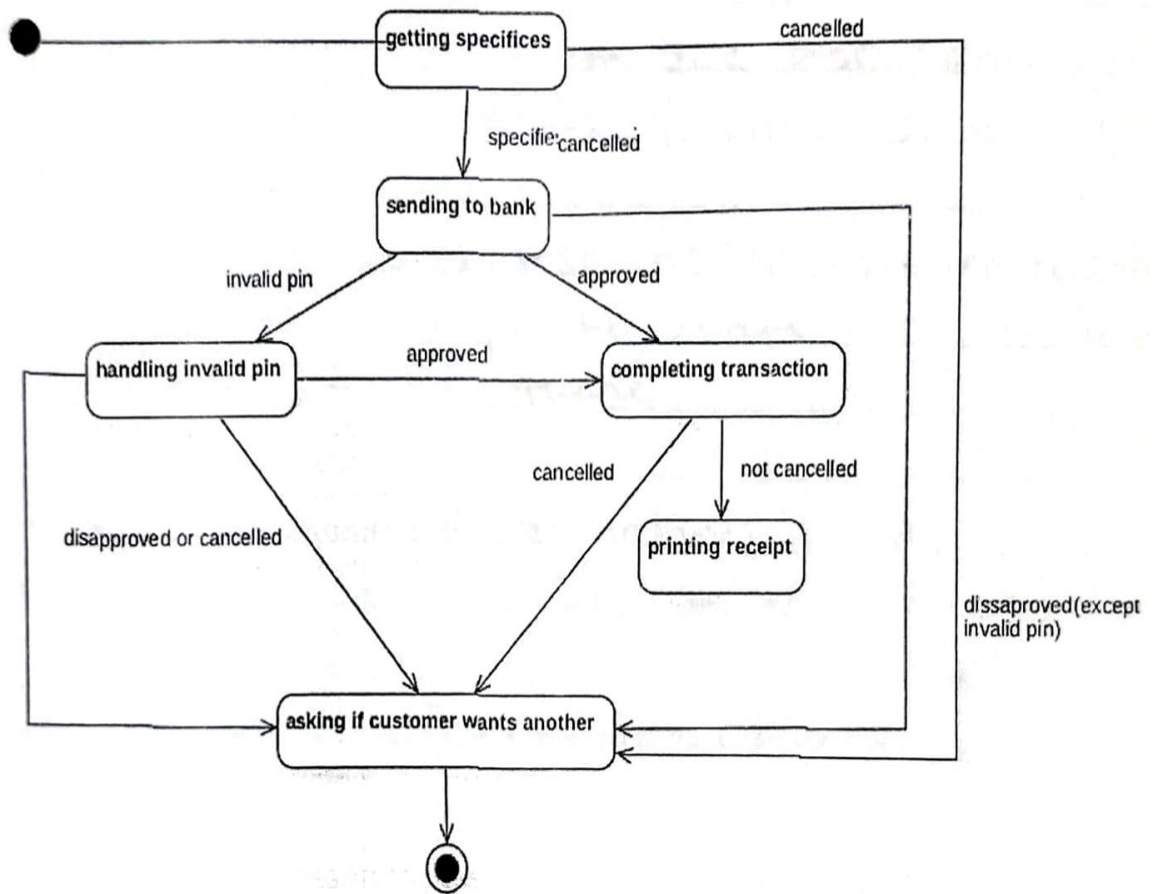 getting specifices
cancelled
specifie:cancelled
sending to bank
invalid pin
approved
handling invalid pin
approved
completing transaction
cancelled
not cancelled
disapproved or cancelled
printing receipt
dissaproved(except
invalid pin)
asking if customer wants another